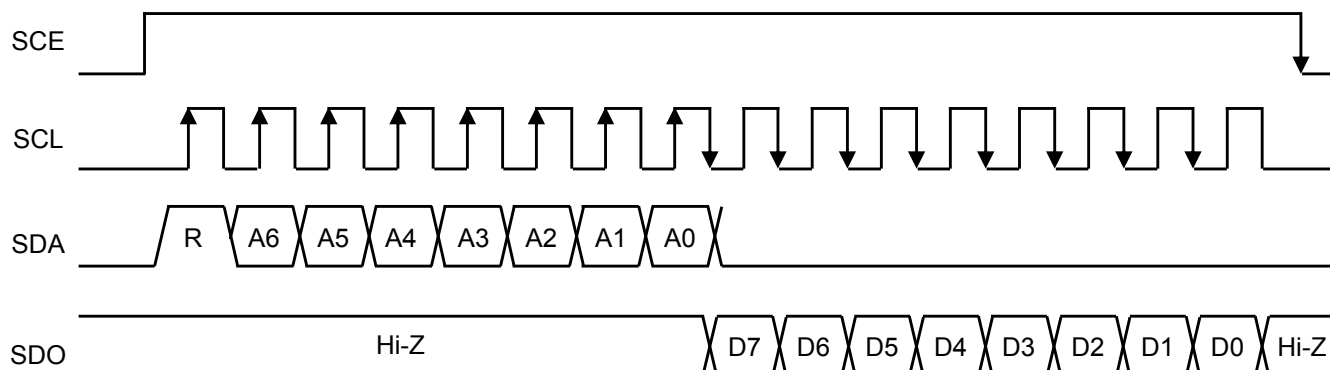 SCE
SCL
SDA R A6 A5 A4 A3 A2 A1 A0
SDO Hi-Z D7 D6 D5 D4 D3 D2 D1 D0 Hi-Z